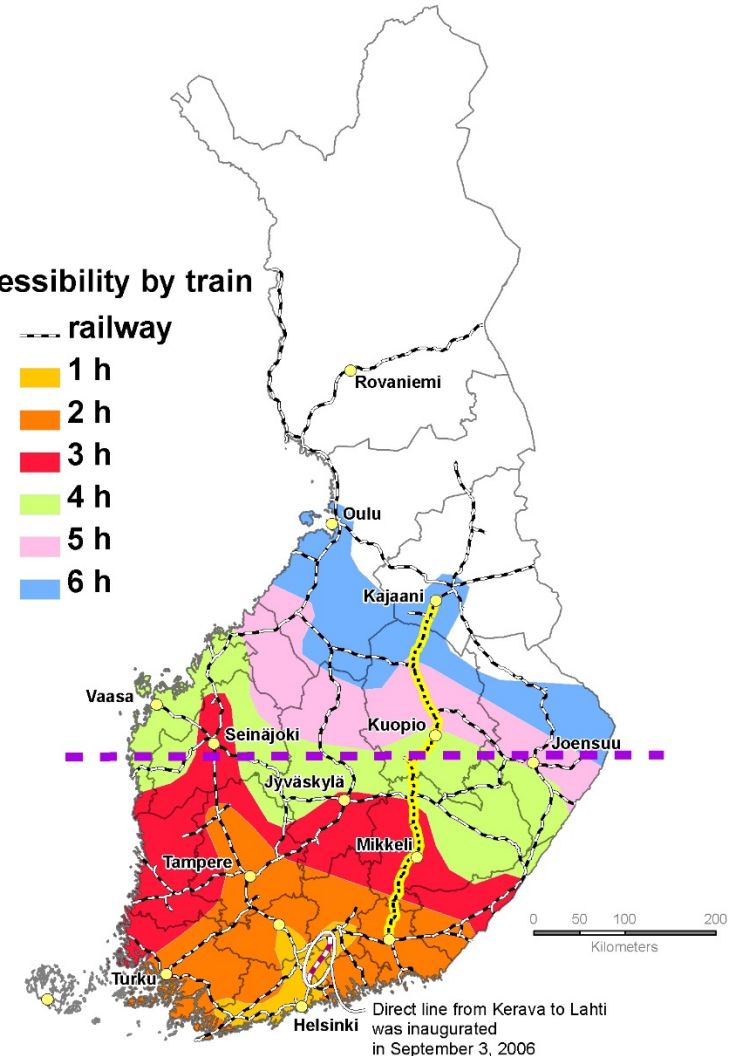 essibility by train
railway
1 h
2 h
3 h
4 h
5 h
6 h
Rovaniemi
Oulu
Kajaani
Vaasa
Seinäjoki
Kuopio
Joensuu
Jyväskylä
Mikkeli
Tampere
Turku
Helsinki
0 50 100 200
Kilometers
Direct line from Kerava to Lahti
was inaugurated
in September 3, 2006